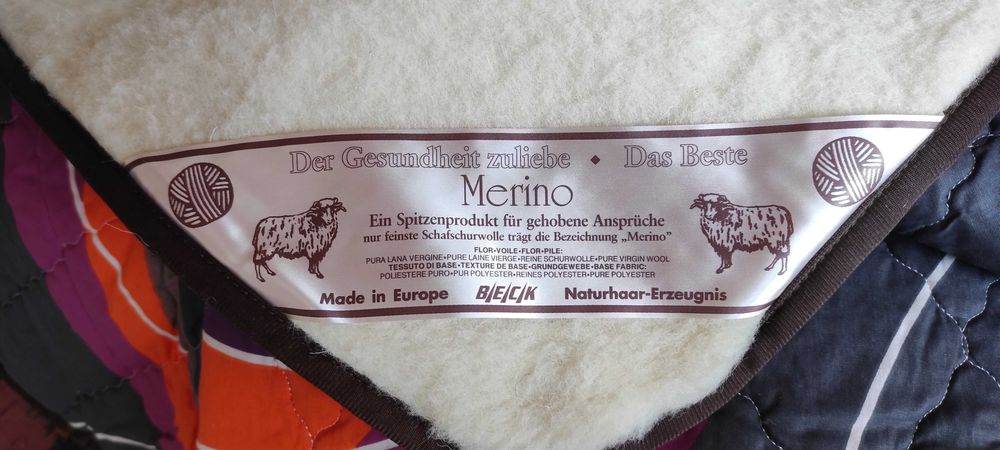 Der Gesundheit zuliebe ⬥ Das Beste
Merino
Ein Spitzenprodukt für gehobene Ansprüche
nur feinste Schafschurwolle trägt die Bezeichnung „Merino”
FLOR•VOILE•FLOR•PILE:
PURA LANA VERGINE•PURE LAINE VIERGE•REINE SCHURWOLLE•PURE VIRGIN WOOL
TESSUTO DI BASE•TEXTURE DE BASE•GRUNDGEWEBE•BASE FABRIC:
POLIESTERE PURO•PUR POLYESTER•REINES POLYESTER•PURE POLYESTER
Made in Europe B/E/C/K Naturhaar-Erzeugnis